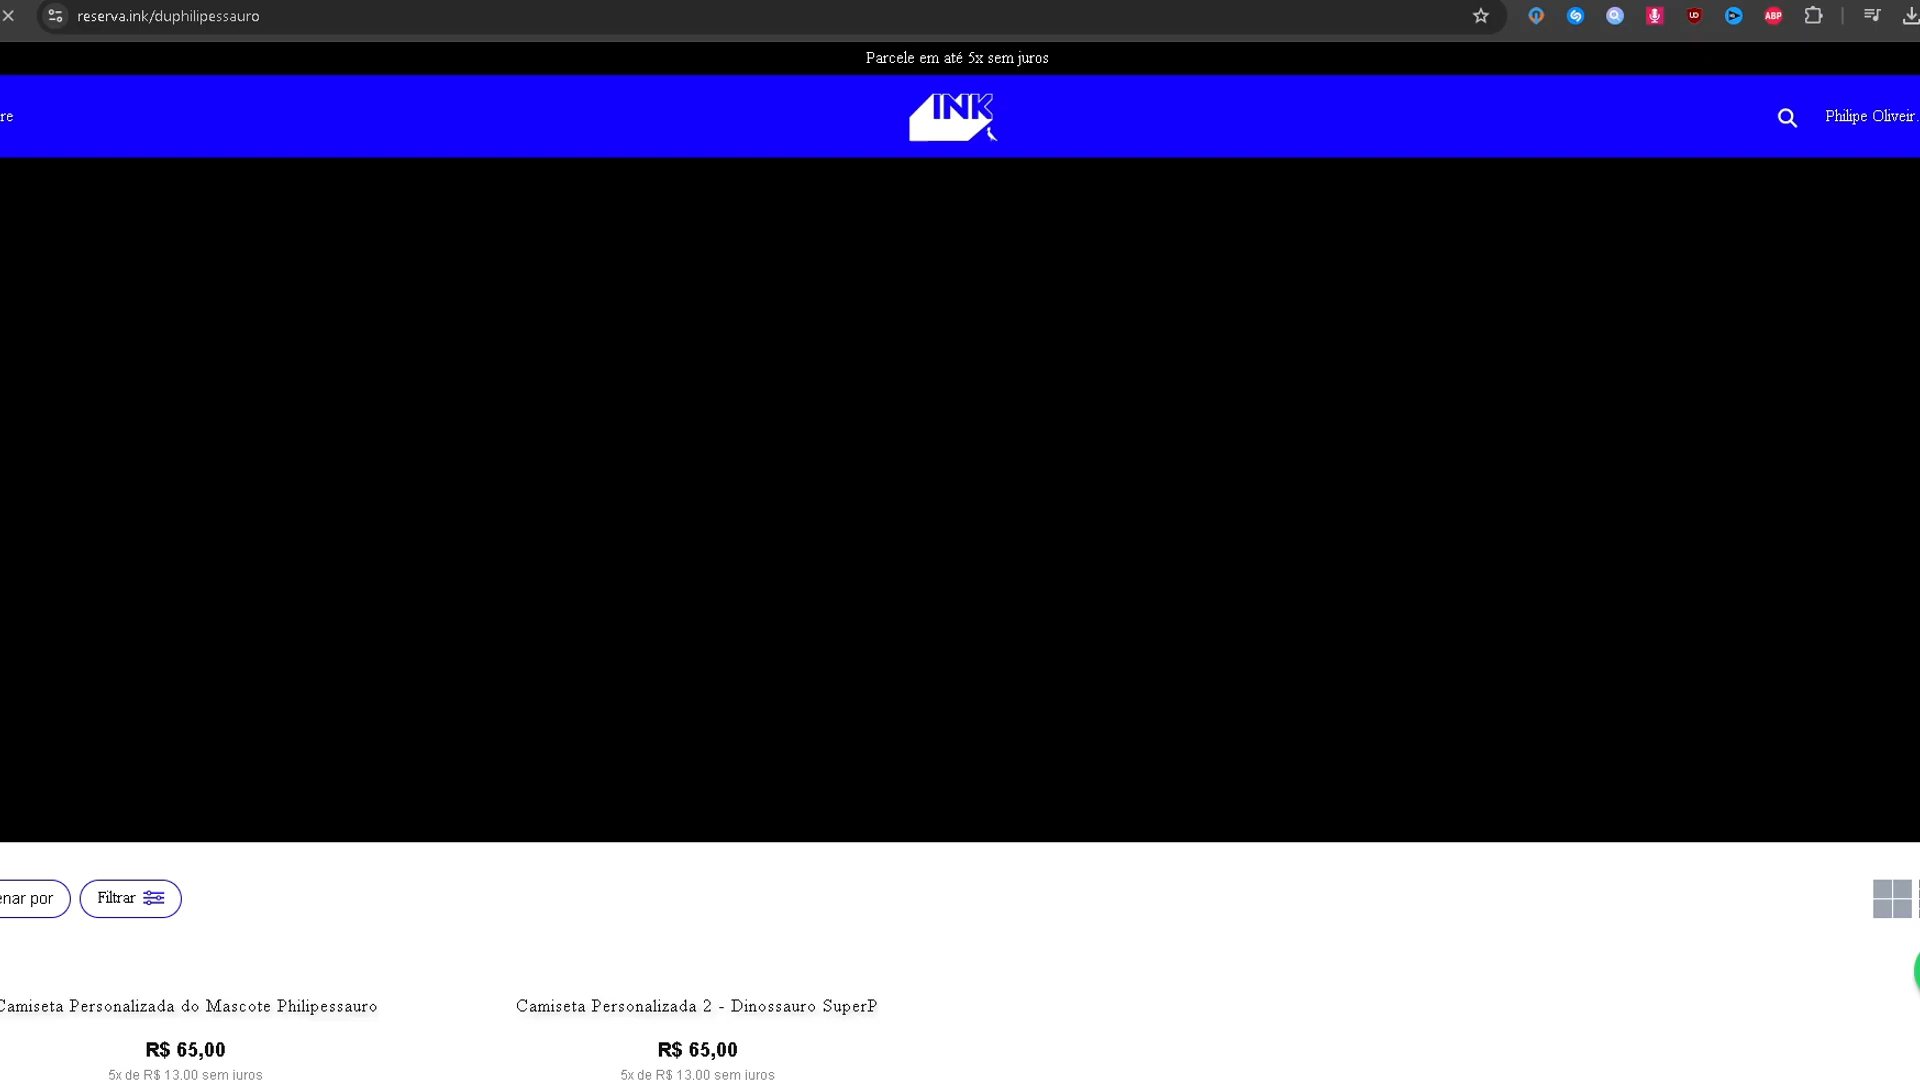 reserva.ink/duphilipessauro
UD
ABP
Parcele em até 5x sem juros
re
INK
Philipe Oliveir.
enar por
Filtrar
Camiseta Personalizada do Mascote Philipessauro
Camiseta Personalizada 2 - Dinossauro SuperP
R$ 65,00
R$ 65,00
5x de R$ 13,00 sem juros
5x de R$ 13,00 sem juros